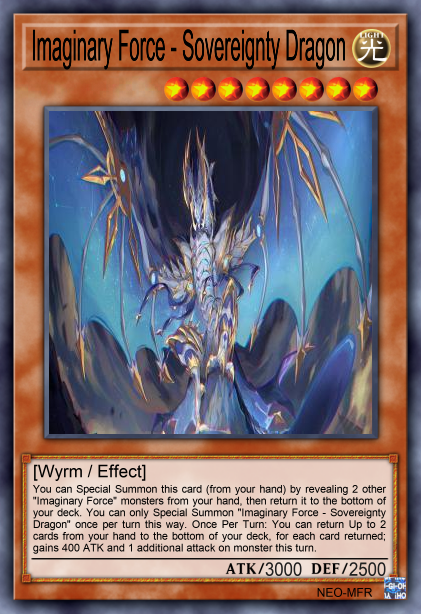 Imaginary Force - Sovereignty Dragon
LIGHT
光
[Wyrm / Effect]
You can Special Summon this card (from your hand) by revealing 2 other
"Imaginary Force" monsters from your hand, then return it to the bottom of
your deck. You can only Special Summon "Imaginary Force - Sovereignty
Dragon" once per turn this way. Once Per Turn: You can return Up to 2
cards from your hand to the bottom of your deck, for each card returned;
gains 400 ATK and 1 additional attack on monster this turn.
ATK/3000 DEF/2500
NEO-MFR